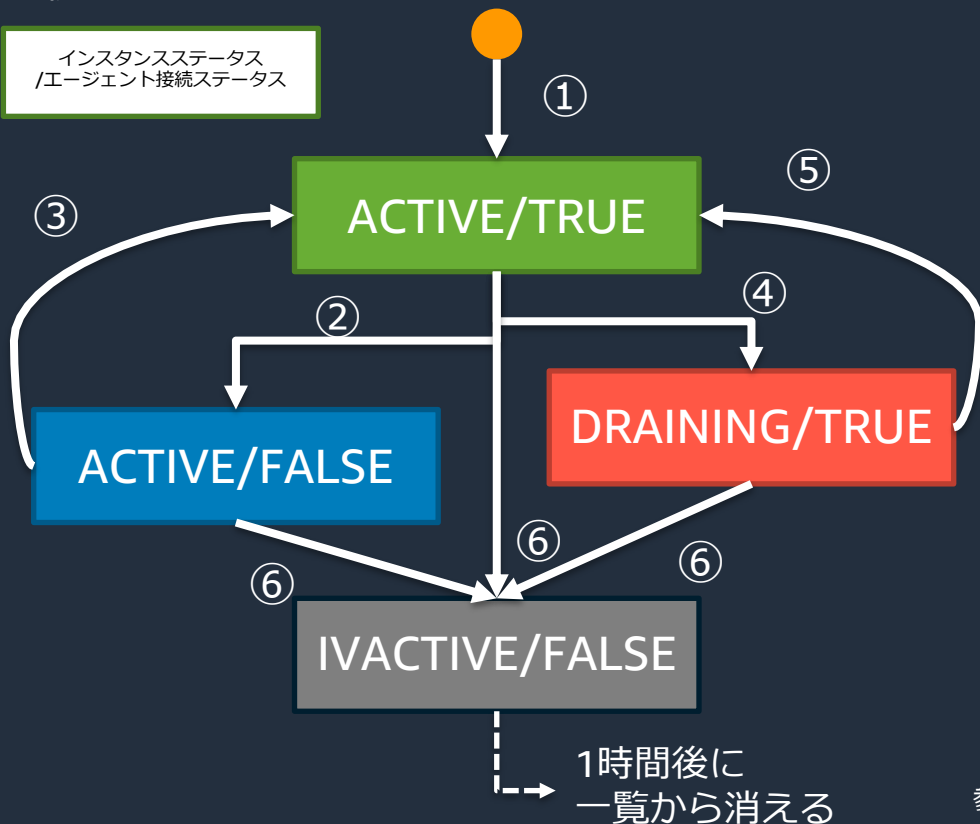 インスタンスステータス
/エージェント接続ステータス
①
ACTIVE/TRUE
③
⑤
②
④
ACTIVE/FALSE
DRAINING/TRUE
⑥
⑥
⑥
IVACTIVE/FALSE
1時間後に
一覧から消える